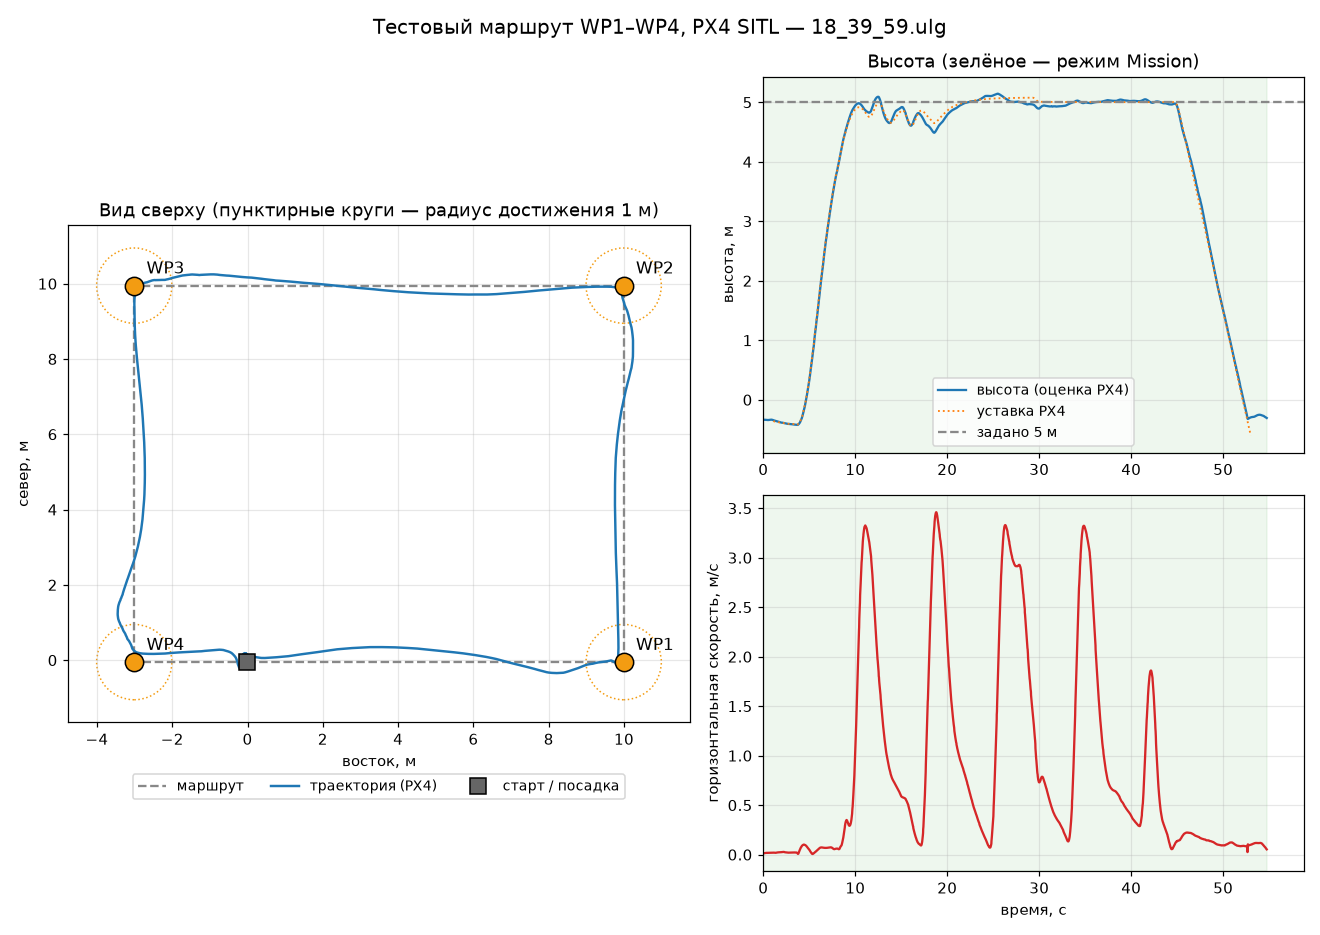 Тестовый маршрут WP1–WP4, PX4 SITL — 18_39_59.ulg
Вид сверху (пунктирные круги — радиус достижения 1 м)
WP3
WP2
WP4
WP1
10
8
6
4
2
0
север, м
−4
−2
0
2
4
6
8
10
восток, м
маршрут
траектория (PX4)
старт / посадка
Высота (зелёное — режим Mission)
5
4
3
2
1
0
высота, м
высота (оценка PX4)
уставка PX4
задано 5 м
0
10
20
30
40
50
3.5
3.0
2.5
2.0
1.5
1.0
0.5
0.0
горизонтальная скорость, м/с
0
10
20
30
40
50
время, с